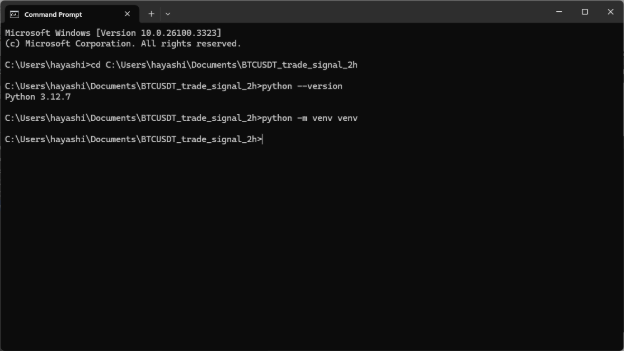 Command Prompt
Microsoft Windows [Version 10.0.26100.3323]
(c) Microsoft Corporation. All rights reserved.
C:\Users\hayashi>cd C:\Users\hayashi\Documents\BTCUSDT_trade_signal_2h
C:\Users\hayashi\Documents\BTCUSDT_trade_signal_2h>python --version
Python 3.12.7
C:\Users\hayashi\Documents\BTCUSDT_trade_signal_2h>python -m venv venv
C:\Users\hayashi\Documents\BTCUSDT_trade_signal_2h>